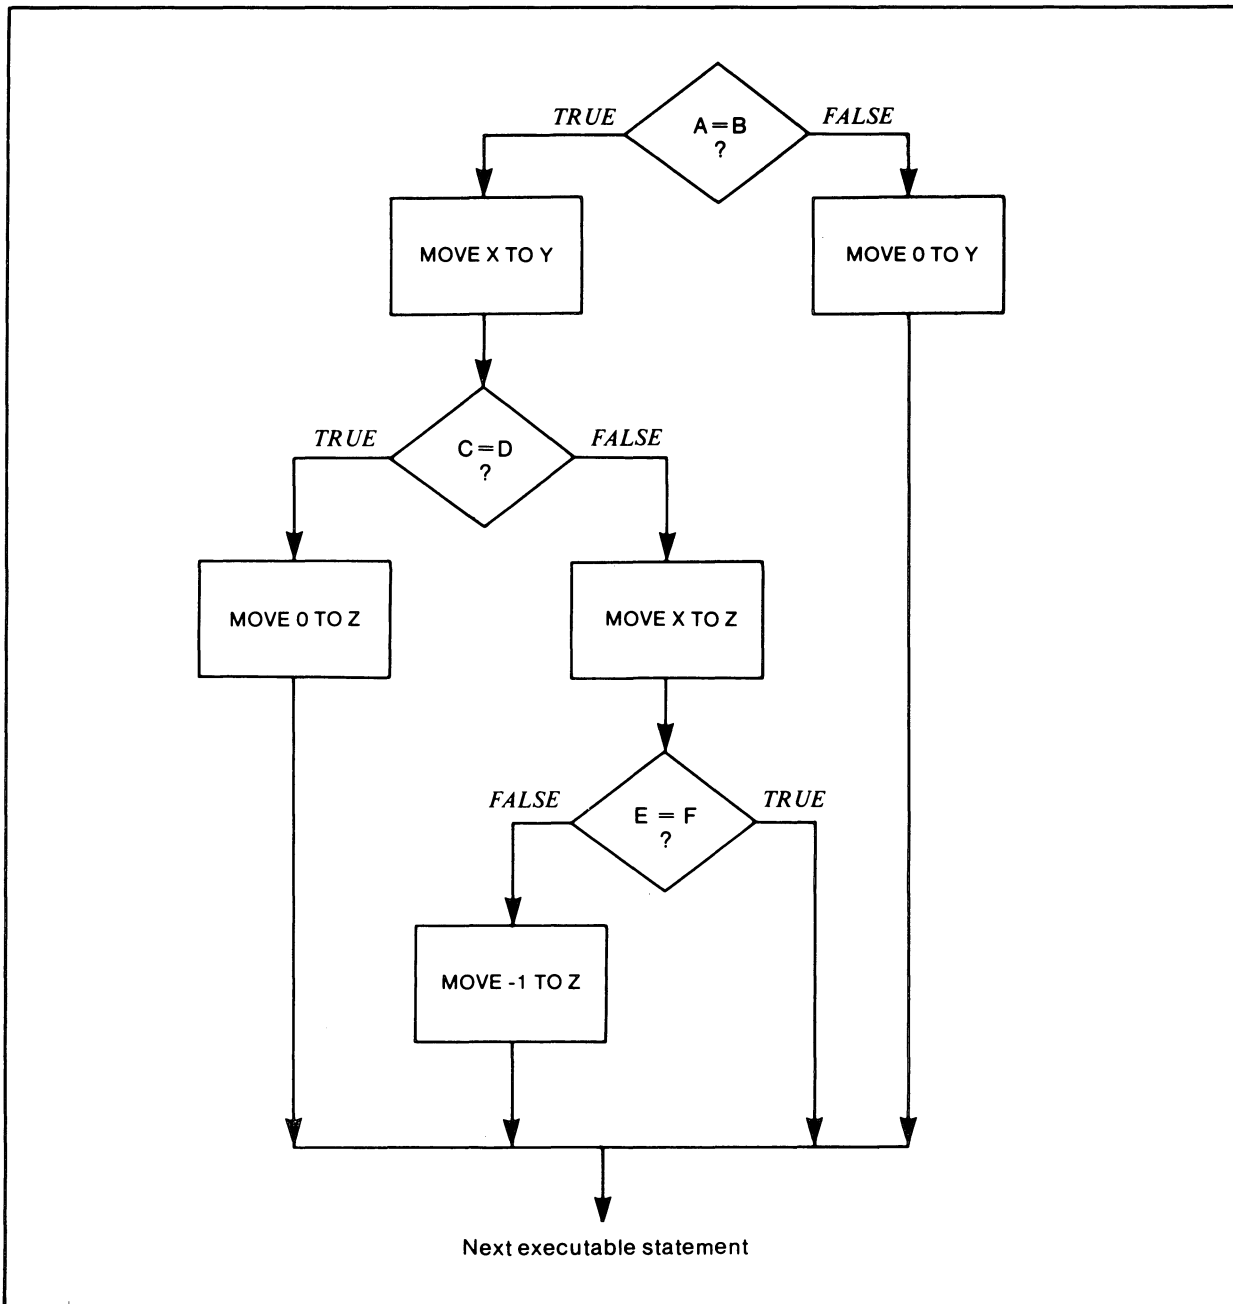 A=B
?
TRUE
FALSE
MOVE X TO Y
MOVE 0 TO Y
C=D
?
TRUE
FALSE
MOVE 0 TO Z
MOVE X TO Z
E = F
?
FALSE
TRUE
MOVE -1 TO Z
Next executable statement